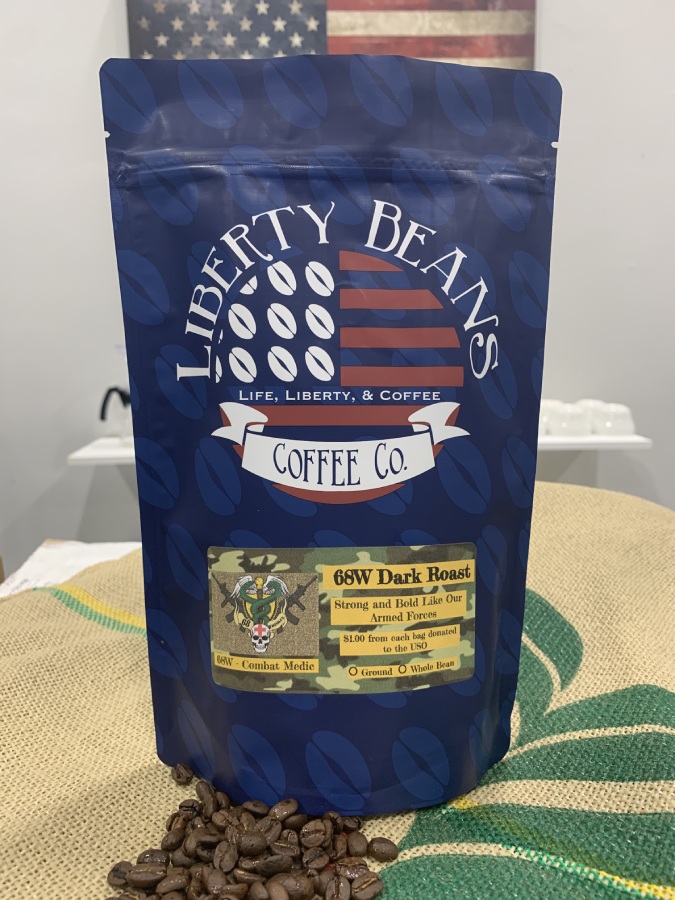 LIBERTY BEANS
LIFE, LIBERTY, & COFFEE
COFFEE CO.
68W Dark Roast
Strong and Bold Like Our
Armed Forces
$1.00 from each bag donated
to the USO
Ground Whole Bean
68W - Combat Medic
68